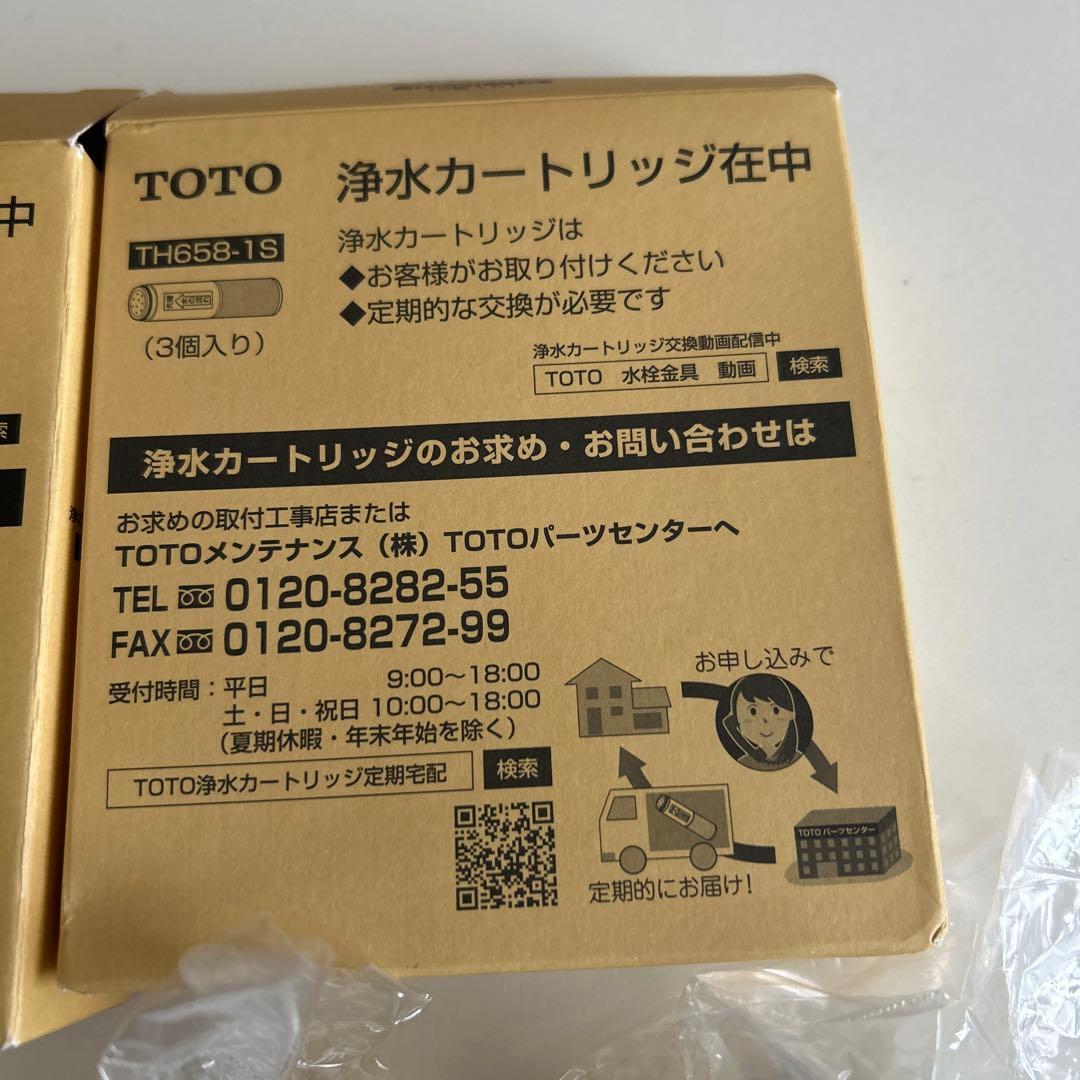 TOTO 浄水カートリッジ在中
TH658-1S
(3個入り)
浄水カートリッジは
◆お客様がお取り付けください
◆定期的な交換が必要です
浄水カートリッジ交換動画配信中
TOTO 水栓金具 動画 検索
浄水カートリッジのお求め・お問い合わせは
お求めの取付工事店または
TOTOメンテナンス(株)TOTOパーツセンターへ
TEL 0120-8282-55
FAX 0120-8272-99
受付時間:平日 9:00〜18:00
土・日・祝日 10:00〜18:00
(夏期休暇・年末年始を除く)
TOTO浄水カートリッジ定期宅配 検索
お申し込みで
TOTO パーツセンター
定期的にお届け!
中